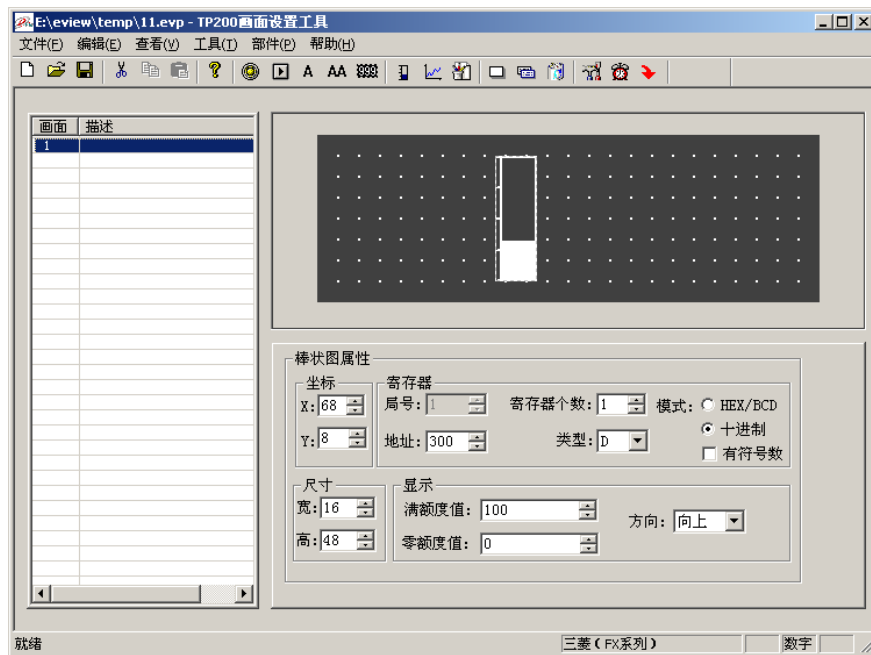 E:\eview\temp\11.evp - TP200画面设置工具
文件(F) 编辑(E) 查看(V) 工具(T) 部件(P) 帮助(H)
A AA
画面 描述
1
棒状图属性
坐标 寄存器
X: 68 局号: 1 寄存器个数: 1 模式: HEX/BCD
十进制
Y: 8 地址: 300 类型: D
有符号数
尺寸 显示
宽: 16 满额度值: 100
方向: 向上
高: 48 零额度值: 0
就绪 三菱(FX系列) 数字